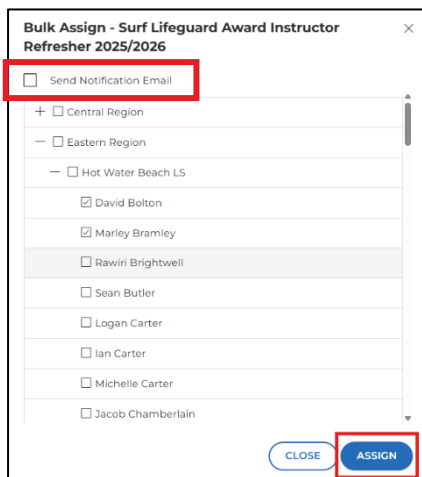 Bulk Assign - Surf Lifeguard Award Instructor
Refresher 2025/2026
Send Notification Email
Central Region
Eastern Region
Hot Water Beach LS
David Bolton
Marley Bramley
Rawiri Brightwell
Sean Butler
Logan Carter
Ian Carter
Michelle Carter
Jacob Chamberlain
CLOSE ASSIGN